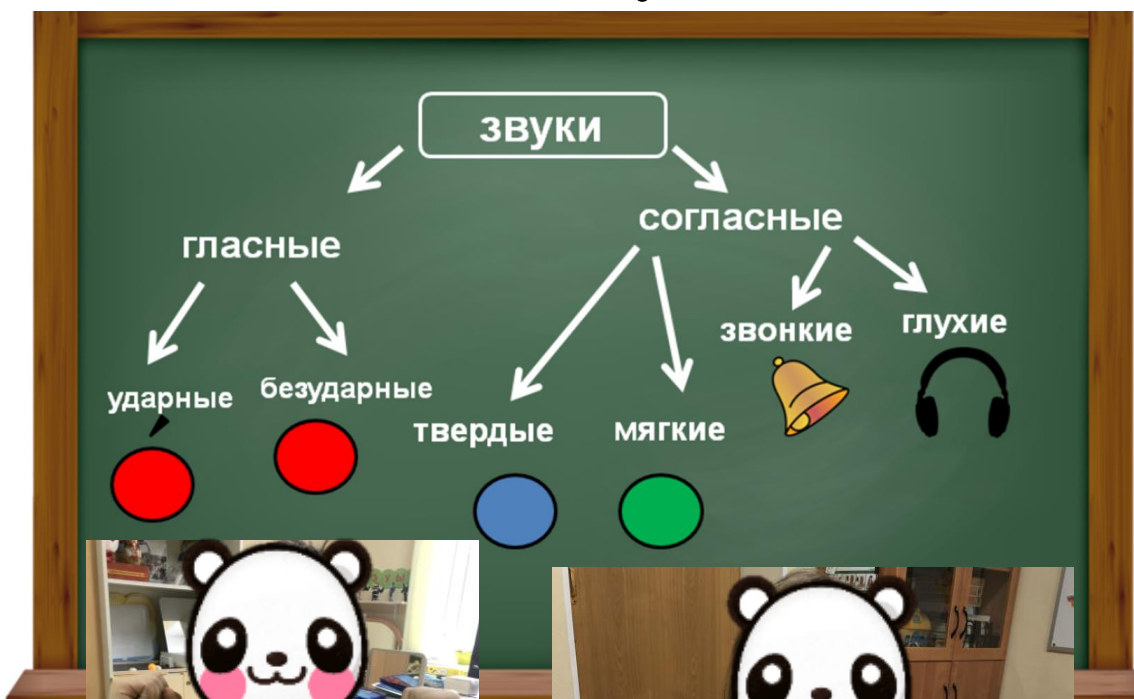 звуки
согласные
гласные
звонкие
глухие
ударные
безударные
твердые
мягкие